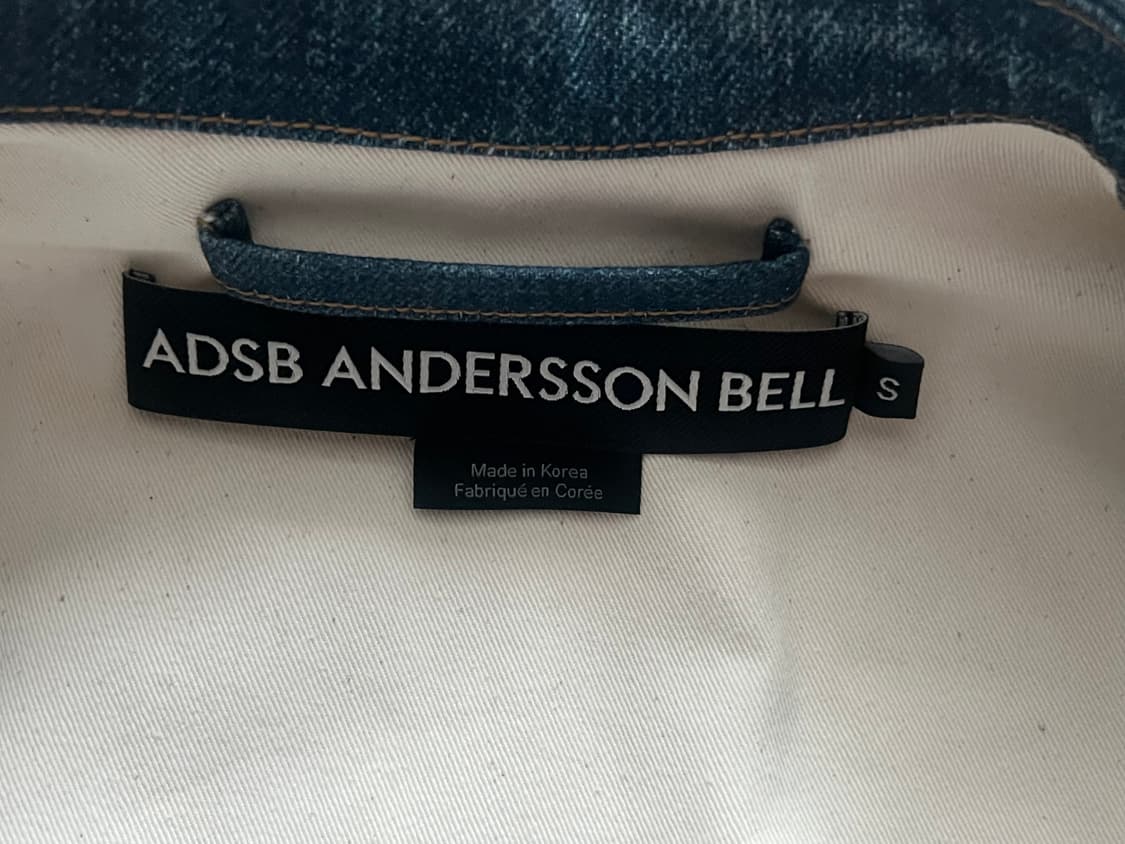 ADSB ANDERSSON BELL
S
Made in Korea
Fabriqué en Corée